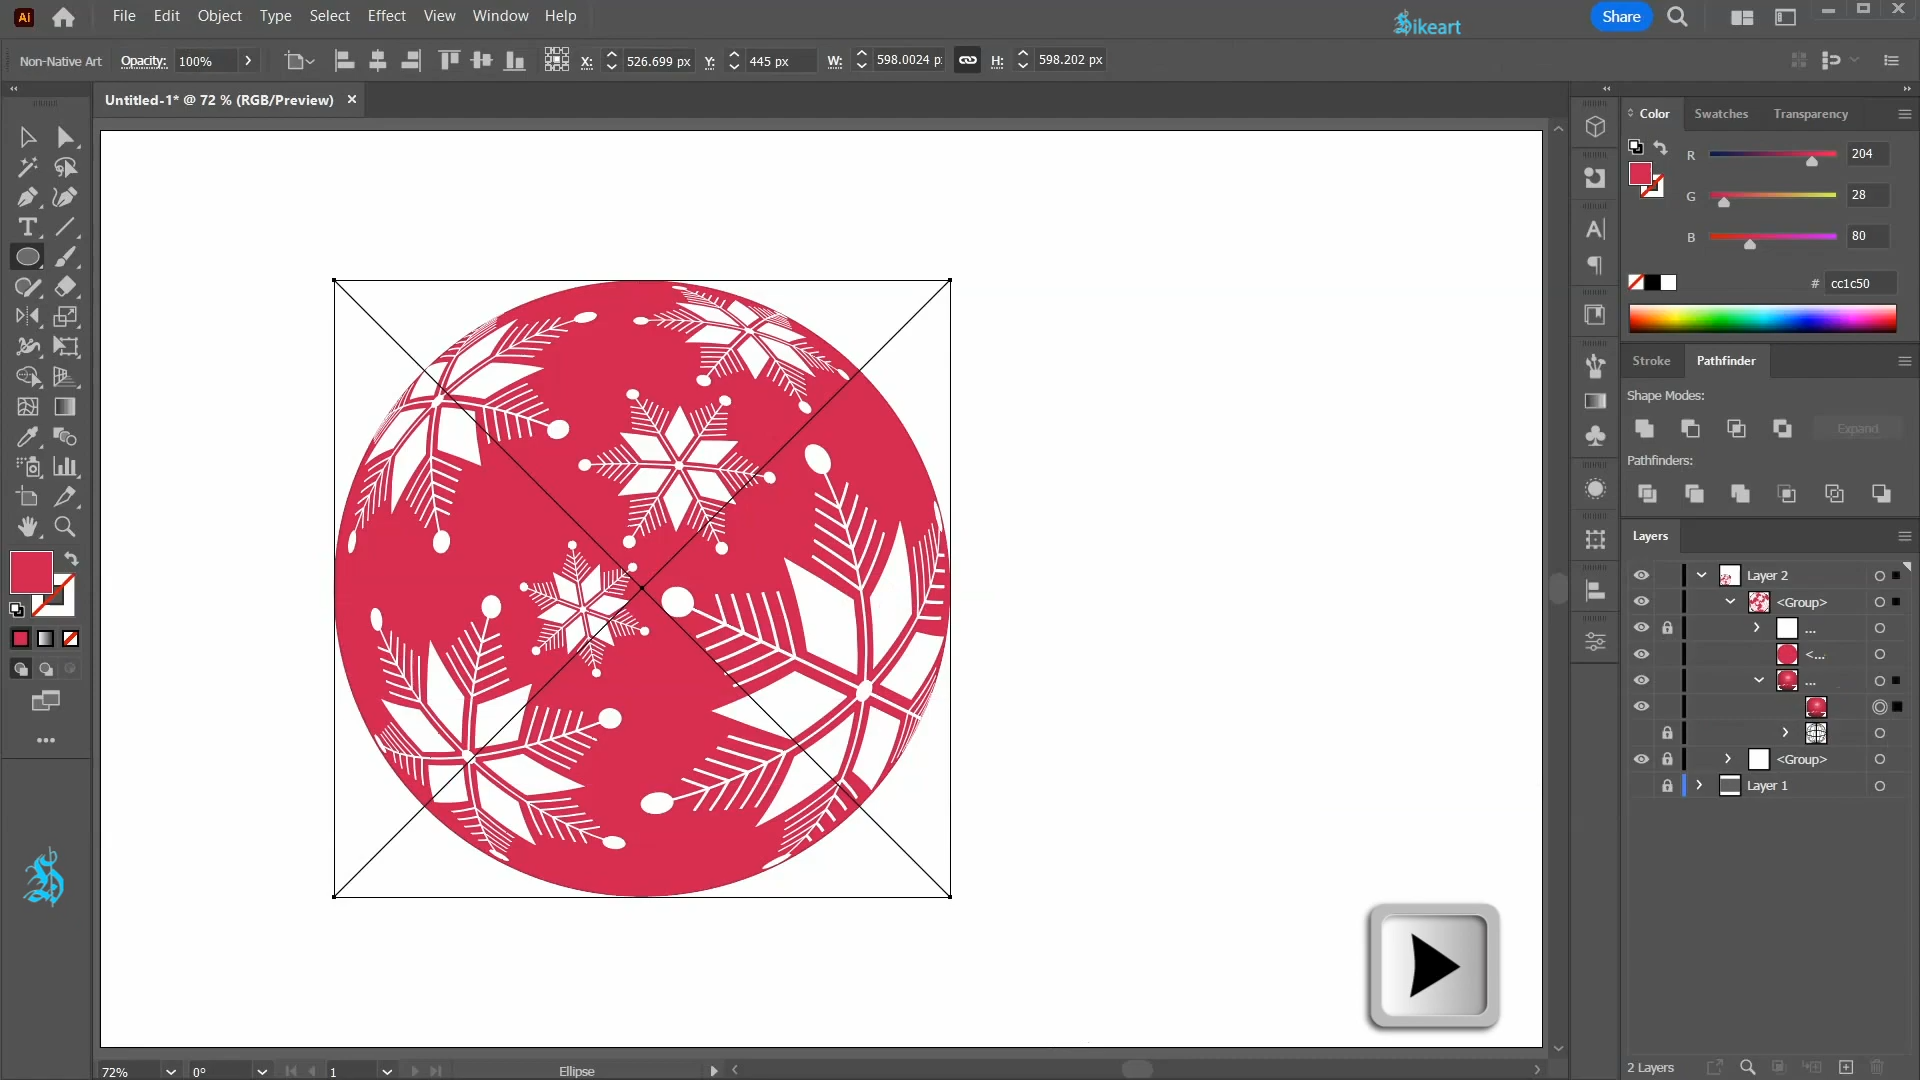 Ai File Edit Object Type Select Effect View Window Help
Sikeart
Share
Non-Native Art Opacity: 100% X: 526.699 px Y: 445 px W: 598.0024 p H: 598.202 px
Untitled-1* @ 72 % (RGB/Preview) ×
Color Swatches Transparency
R 204
G 28
B 80
# cc1c50
Stroke Pathfinder
Shape Modes:
Expand
Pathfinders:
Layers
Layer 2
<Group>
...
<...
...
<Group>
Layer 1
72% 0° 1 Ellipse
2 Layers